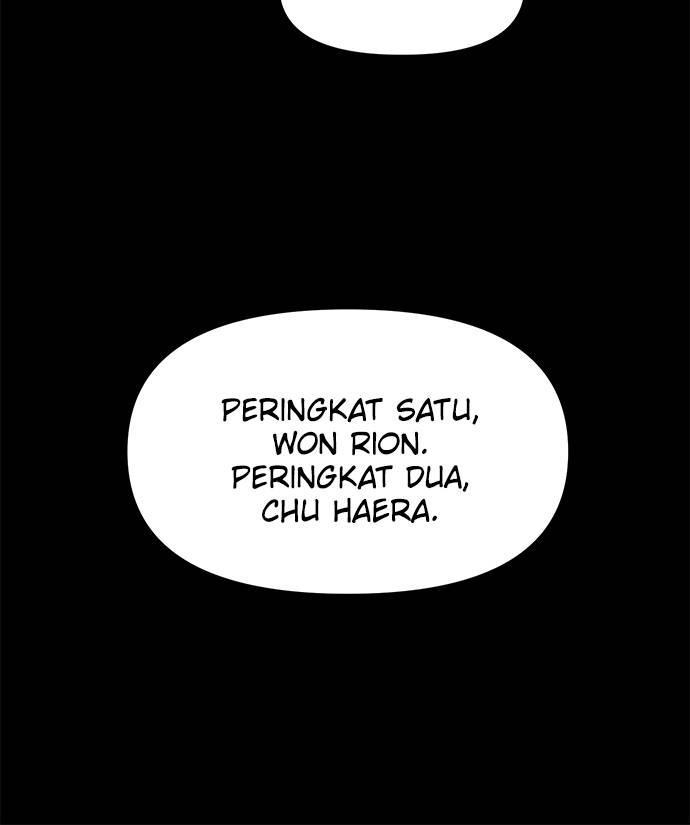 PERINGKAT SATU,
WON RION.
PERINGKAT DUA,
CHU HAERA.